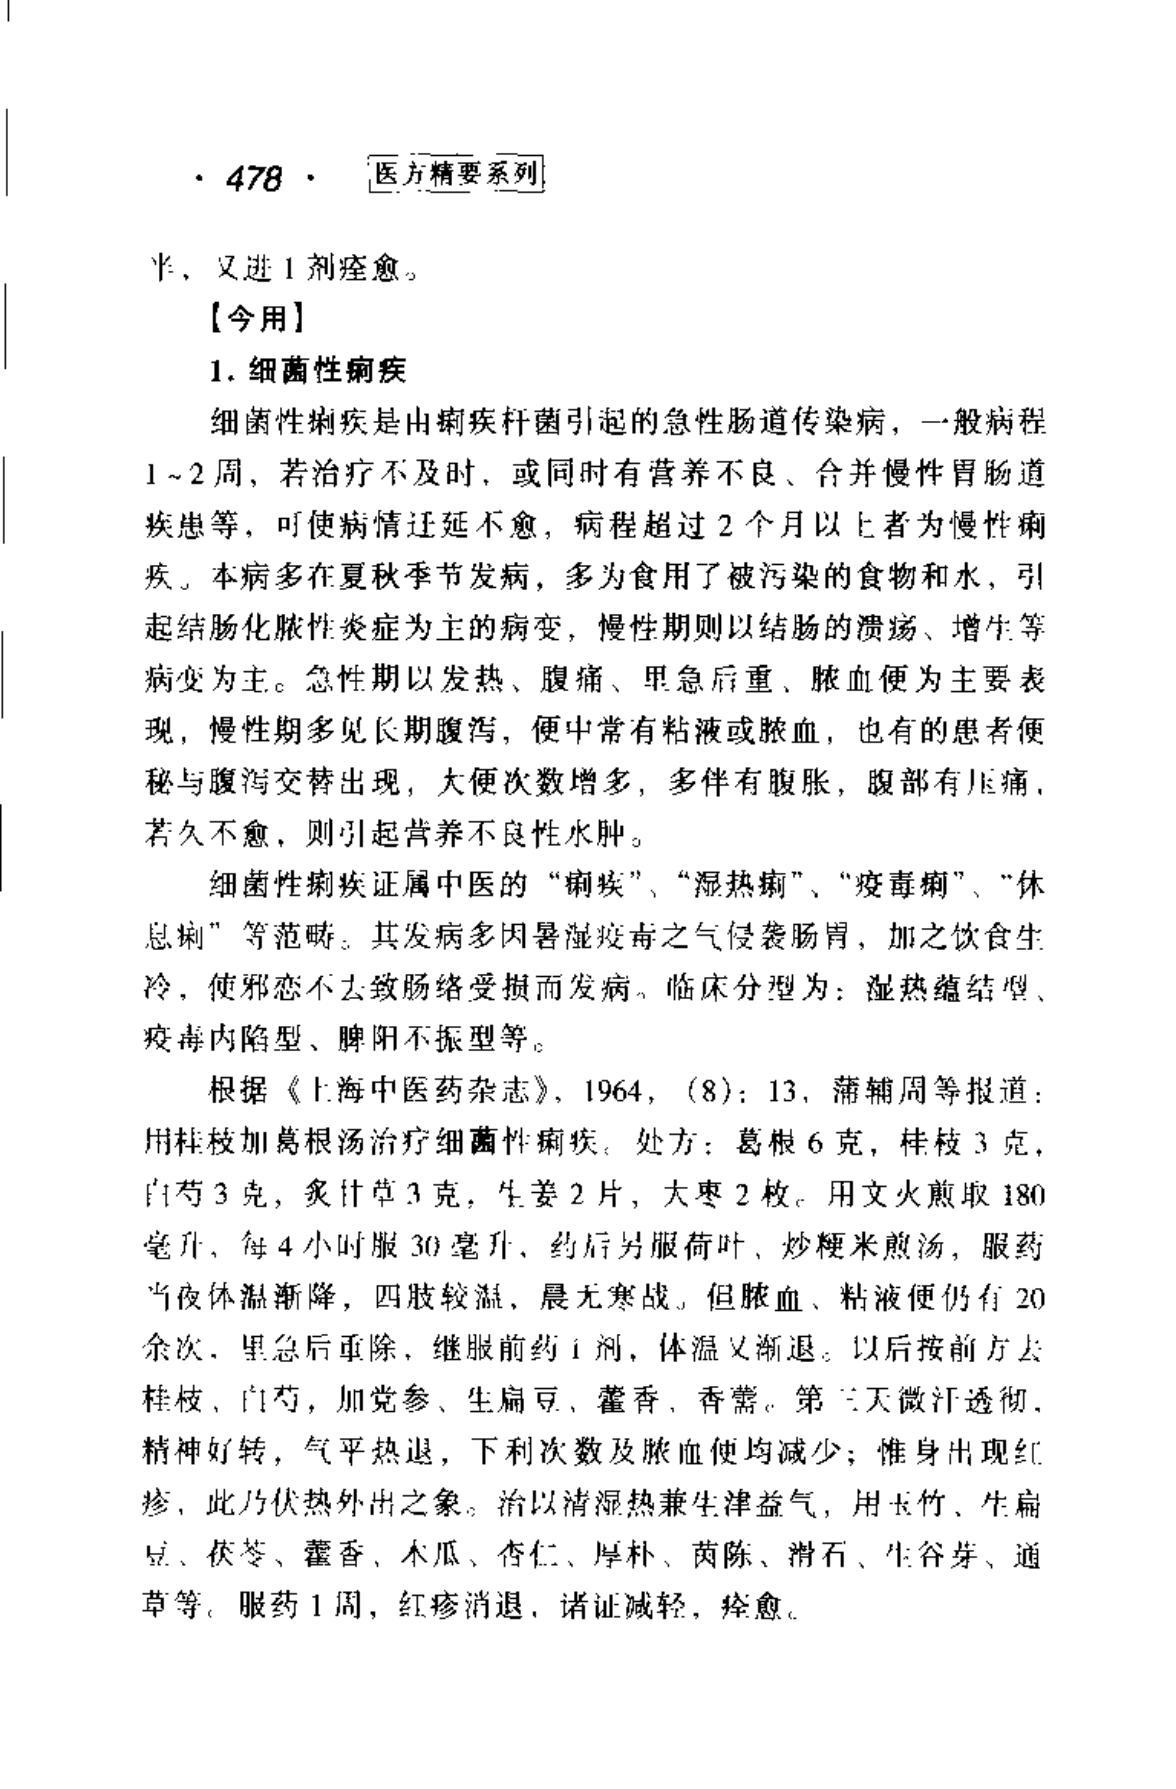 · 478 · 医方精要系列
半，又进1剂痊愈。
【今用】
1. 细菌性痢疾
细菌性痢疾是由痢疾杆菌引起的急性肠道传染病，一般病程
1~2周，若治疗不及时，或同时有营养不良、合并慢性胃肠道
疾患等，可使病情迁延不愈，病程超过2个月以上者为慢性痢
疾。本病多在夏秋季节发病，多为食用了被污染的食物和水，引
起结肠化脓性炎症为主的病变，慢性期则以结肠的溃疡、增生等
病变为主。急性期以发热、腹痛、里急后重、脓血便为主要表
现，慢性期多见长期腹泻，便中常有粘液或脓血，也有的患者便
秘与腹泻交替出现，大便次数增多，多伴有腹胀，腹部有压痛，
若久不愈，则引起营养不良性水肿。
细菌性痢疾证属中医的“痢疾”、“湿热痢”、“疫毒痢”、“休
息痢”等范畴。其发病多因暑湿疫毒之气侵袭肠胃，加之饮食生
冷，使邪恋不去致肠络受损而发病。临床分型为：湿热蕴结型、
疫毒内陷型、脾阳不振型等。
根据《上海中医药杂志》，1964，（8）：13，蒲辅周等报道：
用桂枝加葛根汤治疗细菌性痢疾。处方：葛根6克，桂枝3克，
白芍3克，炙甘草3克，生姜2片，大枣2枚。用文火煎取180
毫升，每4小时服30毫升，药后另服荷叶、炒粳米煎汤，服药
当夜体温渐降，四肢较温，晨无寒战。但脓血、粘液便仍有20
余次，里急后重除，继服前药1剂，体温又渐退。以后按前方去
桂枝、白芍，加党参、生扁豆、藿香、香薷。第三天微汗透彻，
精神好转，气平热退，下利次数及脓血便均减少；惟身出现红
疹，此乃伏热外出之象。治以清湿热兼生津益气，用玉竹、生扁
豆、茯苓、藿香、木瓜、杏仁、厚朴、茵陈、滑石、生谷芽、通
草等。服药1周，红疹消退，诸证减轻，痊愈。